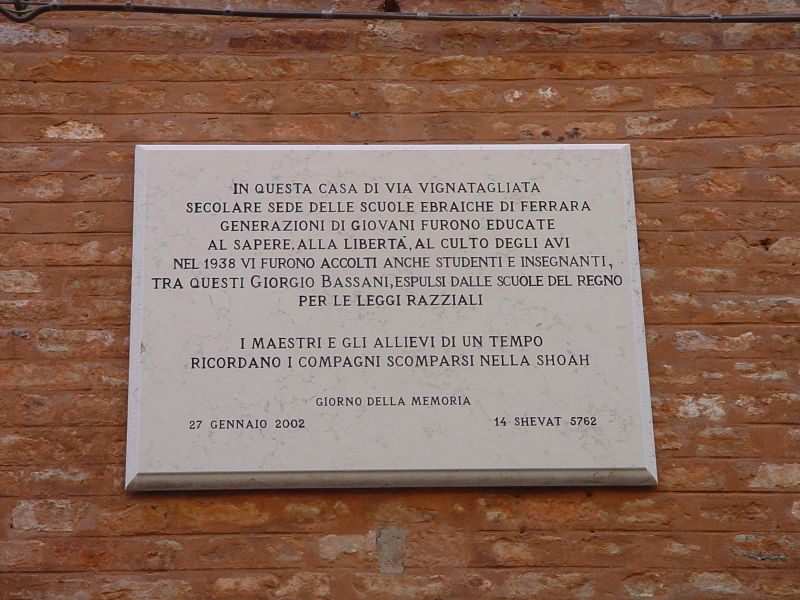 IN QUESTA CASA DI VIA VIGNATAGLIATA
SECOLARE SEDE DELLE SCUOLE EBRAICHE DI FERRARA
GENERAZIONI DI GIOVANI FURONO EDUCATE
AL SAPERE, ALLA LIBERTÀ, AL CULTO DEGLI AVI
NEL 1938 VI FURONO ACCOLTI ANCHE STUDENTI E INSEGNANTI,
TRA QUESTI GIORGIO BASSANI, ESPULSI DALLE SCUOLE DEL REGNO
PER LE LEGGI RAZZIALI
I MAESTRI E GLI ALLIEVI DI UN TEMPO
RICORDANO I COMPAGNI SCOMPARSI NELLA SHOAH
GIORNO DELLA MEMORIA
27 GENNAIO 2002 14 SHEVAT 5762